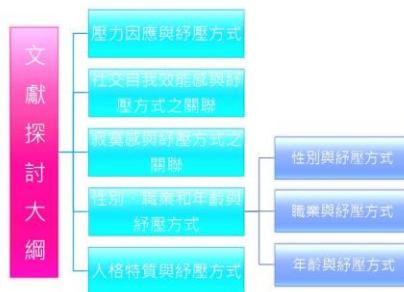 文獻探討大綱
壓力因應與紓壓方式
社交自我效能感與紓
壓方式之關聯
寂寞感與紓壓方式之
關聯
性別、職業和年齡與
紓壓方式
人格特質與紓壓方式
性別與紓壓方式
職業與紓壓方式
年齡與紓壓方式